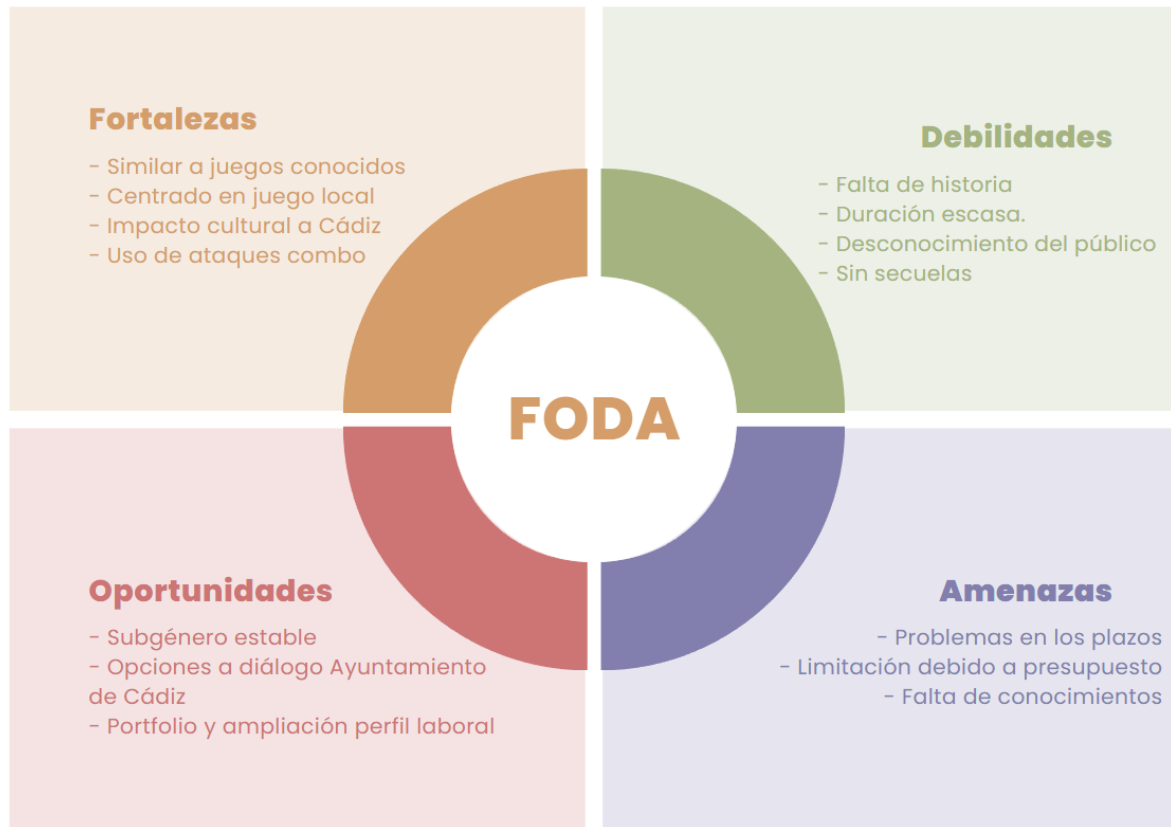 Fortalezas
- Similar a juegos conocidos
- Centrado en juego local
- Impacto cultural a Cádiz
- Uso de ataques combo
Debilidades
- Falta de historia
- Duración escasa.
- Desconocimiento del público
- Sin secuelas
FODA
Oportunidades
- Subgénero estable
- Opciones a diálogo Ayuntamiento
de Cádiz
- Portfolio y ampliación perfil laboral
Amenazas
- Problemas en los plazos
- Limitación debido a presupuesto
- Falta de conocimientos